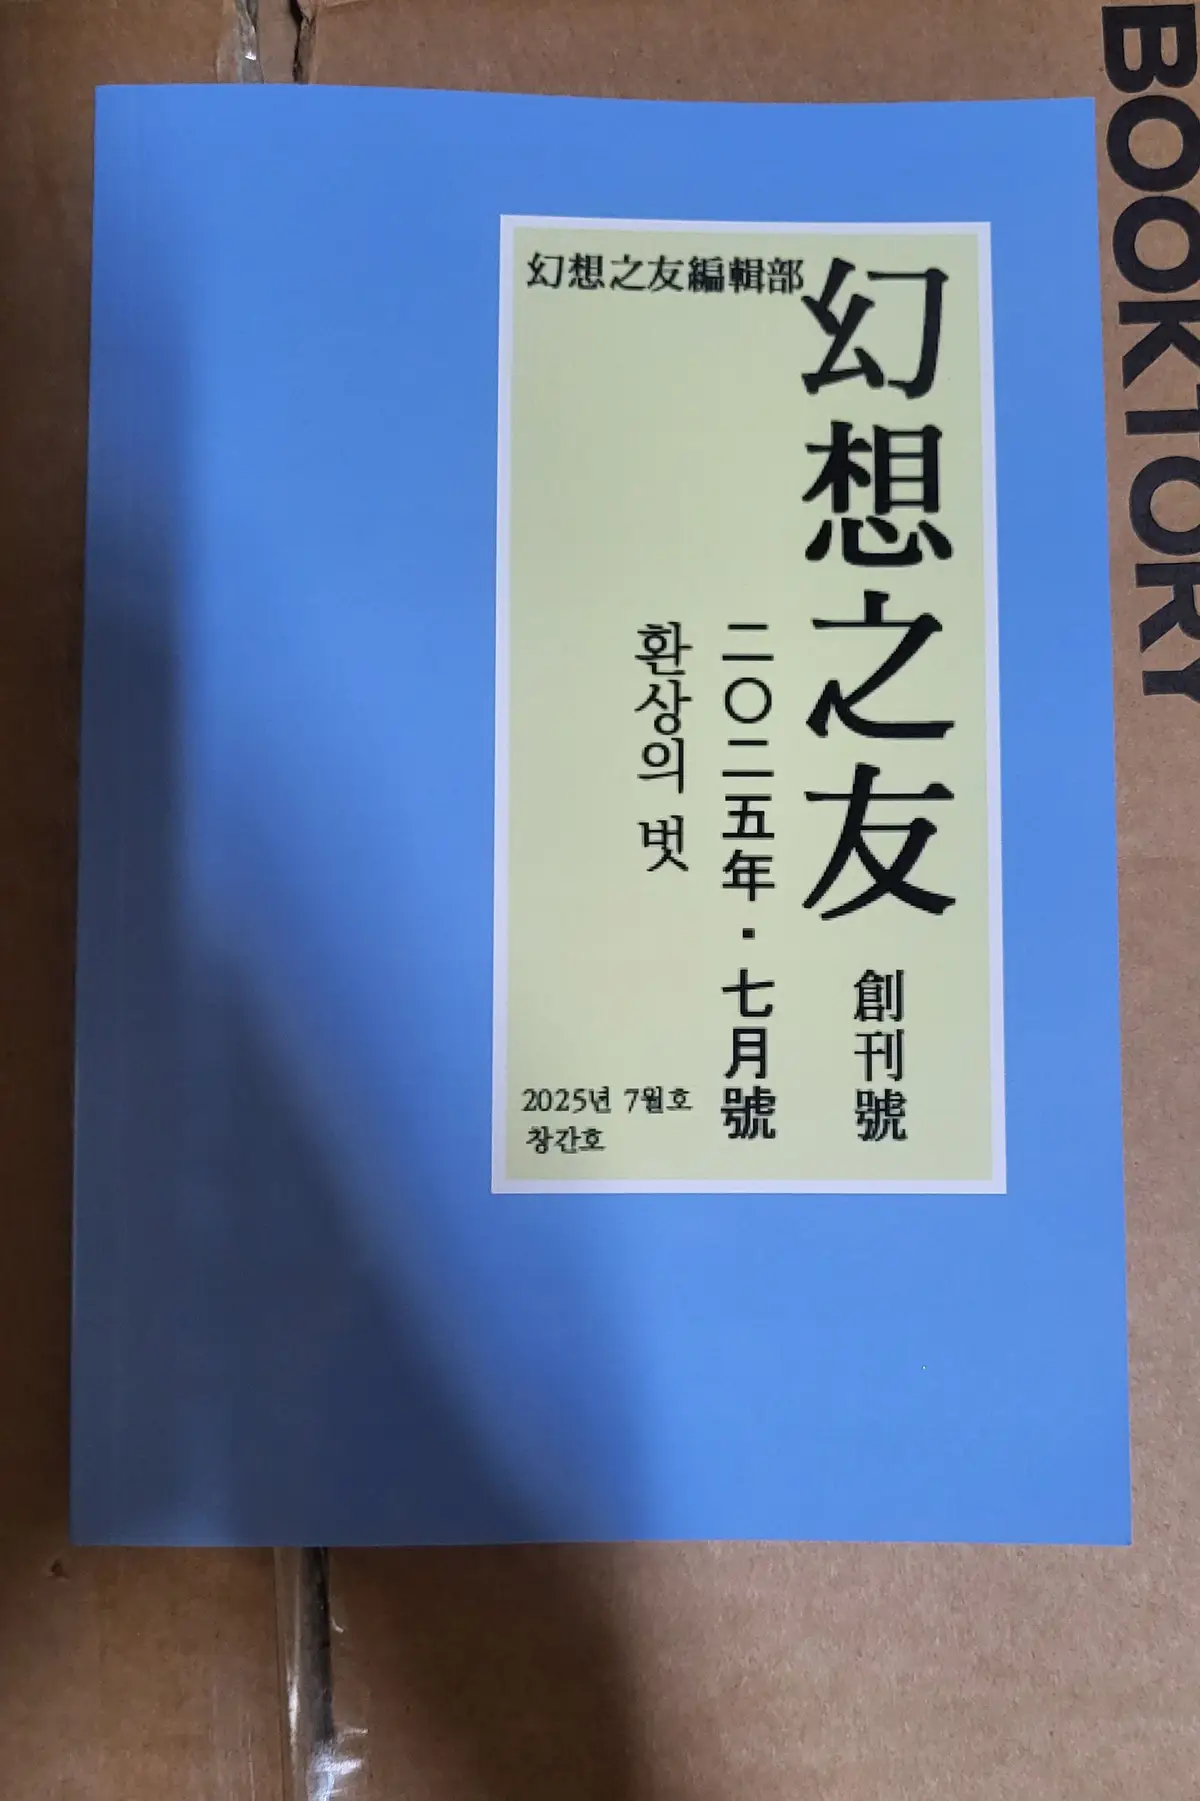 幻想之友編輯部
幻想之友 創刊號
二〇二五年·七月號
환상의 벗
2025년 7월호
창간호
BOOKTORY